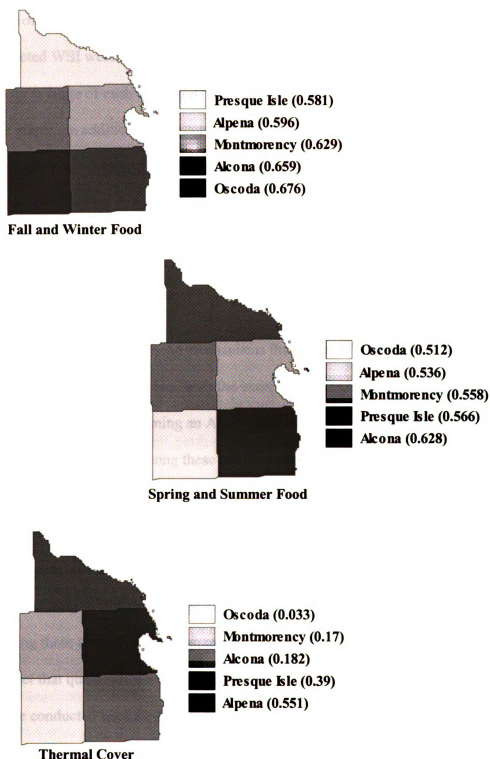 Presque Isle (0.581)
Alpena (0.596)
Montmorency (0.629)
Alcona (0.659)
Oscoda (0.676)
Fall and Winter Food
Oscoda (0.512)
Alpena (0.536)
Montmorency (0.558)
Presque Isle (0.566)
Alcona (0.628)
Spring and Summer Food
Oscoda (0.033)
Montmorency (0.17)
Alcona (0.182)
Presque Isle (0.39)
Alpena (0.551)
Thermal Cover